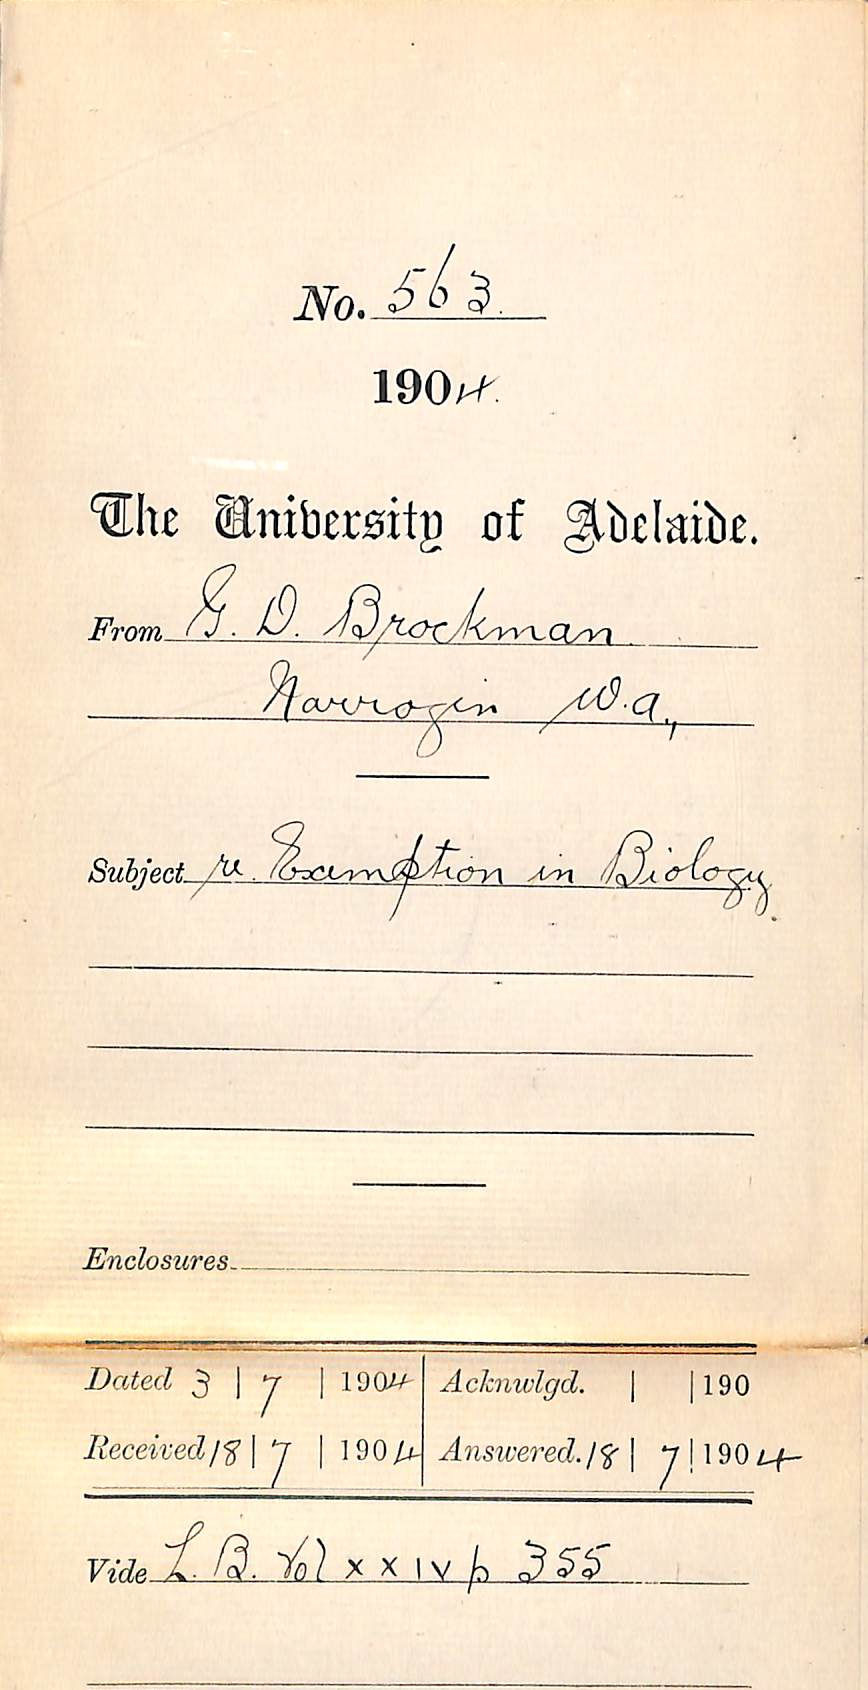 No. 563.
1904.
The University of Adelaide.
From G. D. Brockman
Narrogin W.A.,
Subject re. Exemption in Biology.
Enclosures
Dated 3 | 7 | 1904 Acknwlgd. | | 190
Received 18 | 7 | 1904 Answered. 18 | 7 | 1904
Vide L. B. Vol xxiv p 355